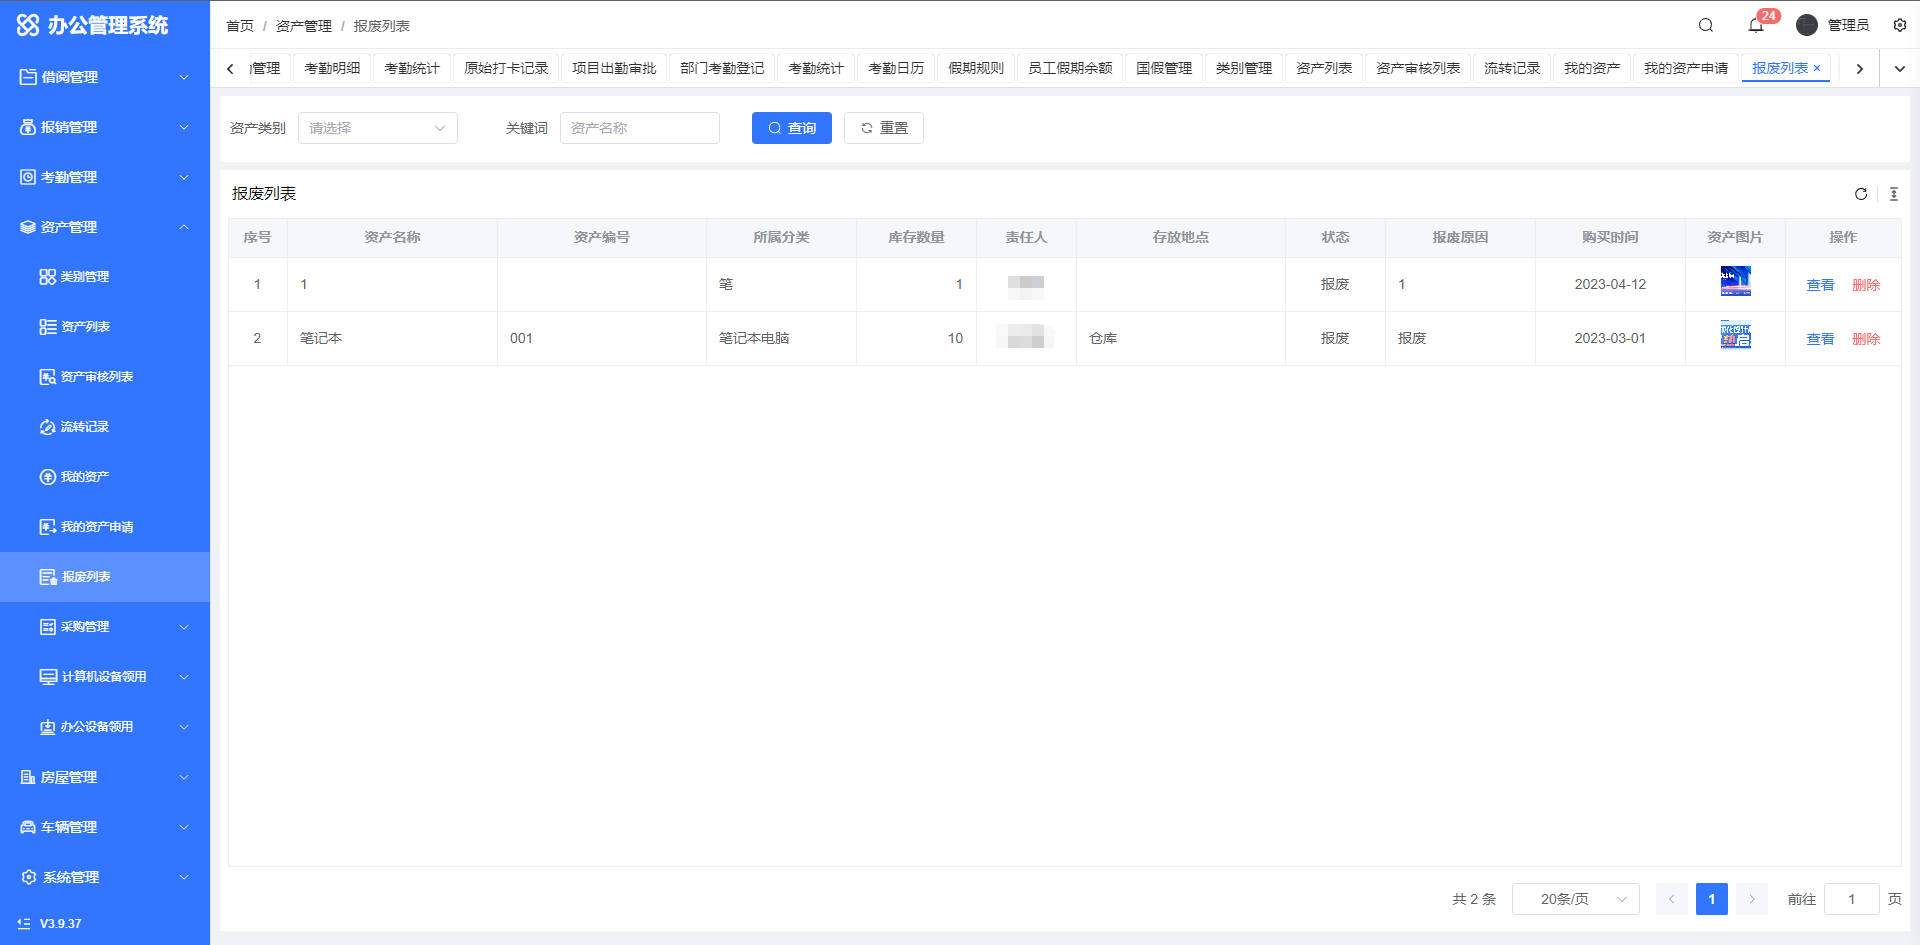 办公管理系统
借阅管理
报销管理
考勤管理
资产管理
类别管理
资产列表
资产审核列表
流转记录
我的资产
我的资产申请
报废列表
采购管理
计算机设备领用
办公设备领用
房屋管理
车辆管理
系统管理
V3.9.37
首页 / 资产管理 / 报废列表
24 管理员
管理 考勤明细 考勤统计 原始打卡记录 项目出勤审批 部门考勤登记 考勤统计 考勤日历 假期规则 员工假期余额 国假管理 类别管理 资产列表 资产审核列表 流转记录 我的资产 我的资产申请 报废列表 ×
资产类别 请选择 关键词 资产名称 查询 重置
报废列表
序号 资产名称 资产编号 所属分类 库存数量 责任人 存放地点 状态 报废原因 购买时间 资产图片 操作
1 1 笔 1 报废 1 2023-04-12 查看 删除
2 笔记本 001 笔记本电脑 10 仓库 报废 报废 2023-03-01 查看 删除
共 2 条 20条/页 1 前往 1 页